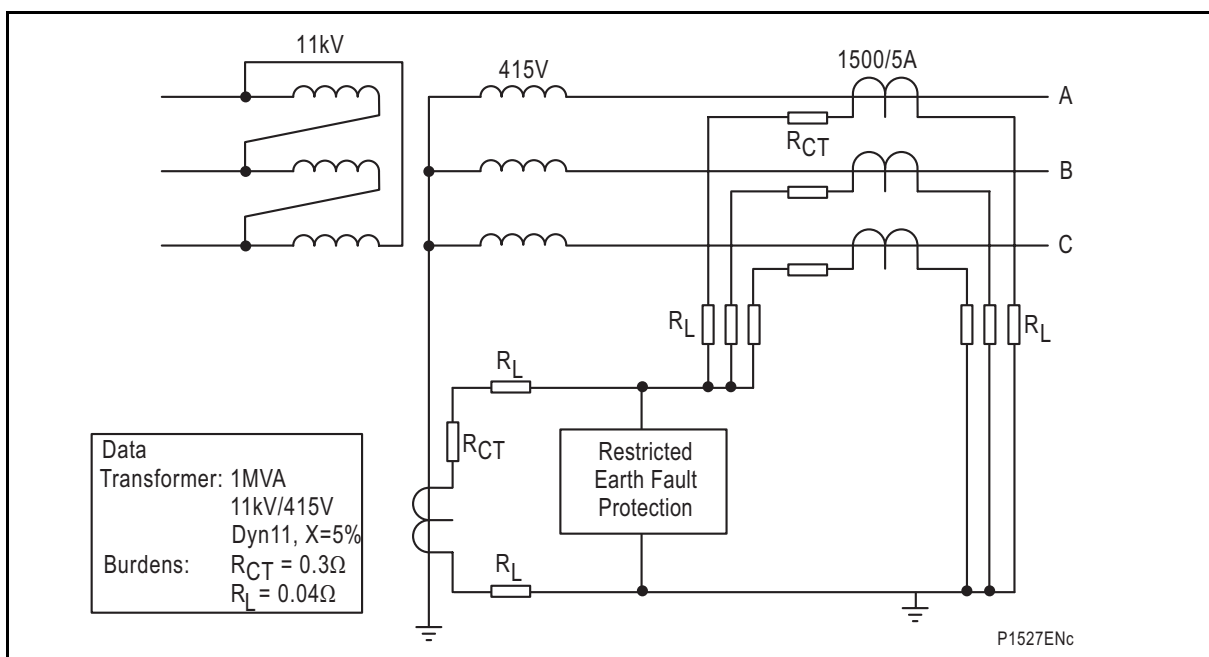 11kV
415V
1500/5A
A
RCT
B
C
RL
RL
RL
RCT
Restricted
Earth Fault
Protection
RL
Data
Transformer: 1MVA
11kV/415V
Dyn11, X=5%
Burdens: RCT = 0.3Ω
RL = 0.04Ω
P1527ENc